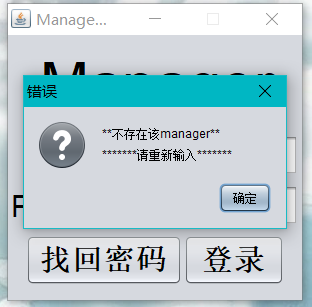 Manage...
Manager
错误
**不存在该manager**
*******请重新输入*******
确定
找回密码 登录